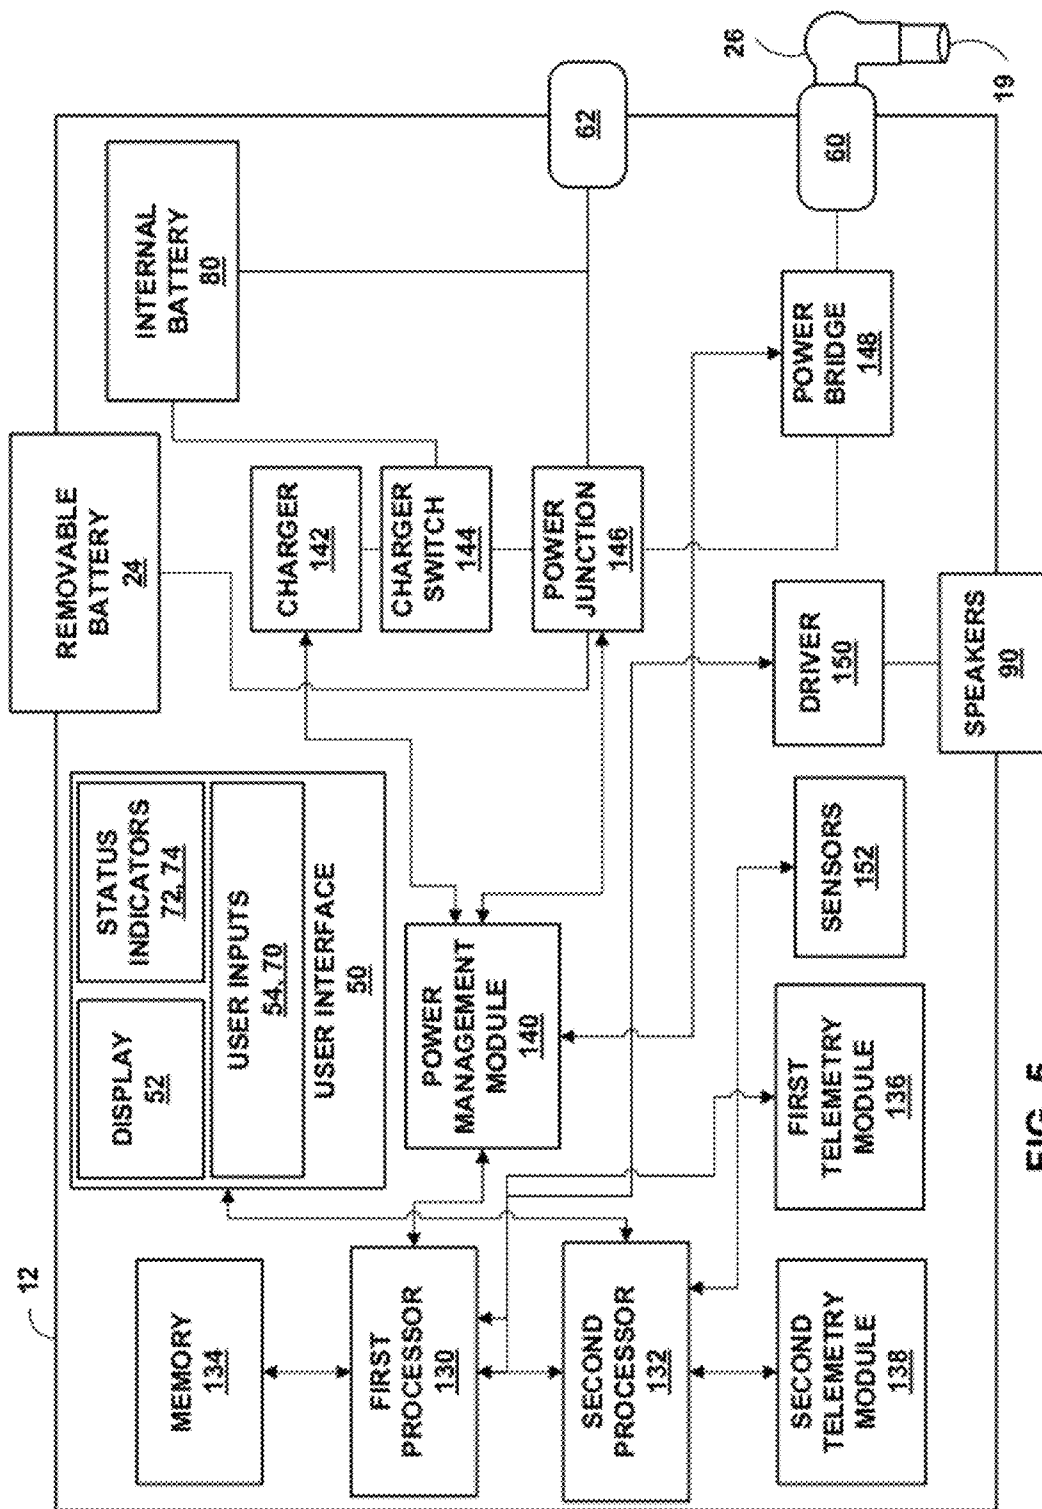 12
MEMORY
134
DISPLAY
52
STATUS
INDICATORS
72, 74
USER INPUTS
54, 70
USER INTERFACE
50
REMOVABLE
BATTERY
24
INTERNAL
BATTERY
80
FIRST
PROCESSOR
130
POWER
MANAGEMENT
MODULE
140
CHARGER
142
CHARGER
SWITCH
144
SECOND
PROCESSOR
132
POWER
JUNCTION
146
62
SECOND
TELEMETRY
MODULE
138
FIRST
TELEMETRY
MODULE
136
SENSORS
152
DRIVER
150
POWER
BRIDGE
148
60
26
19
SPEAKERS
90
FIG. 5